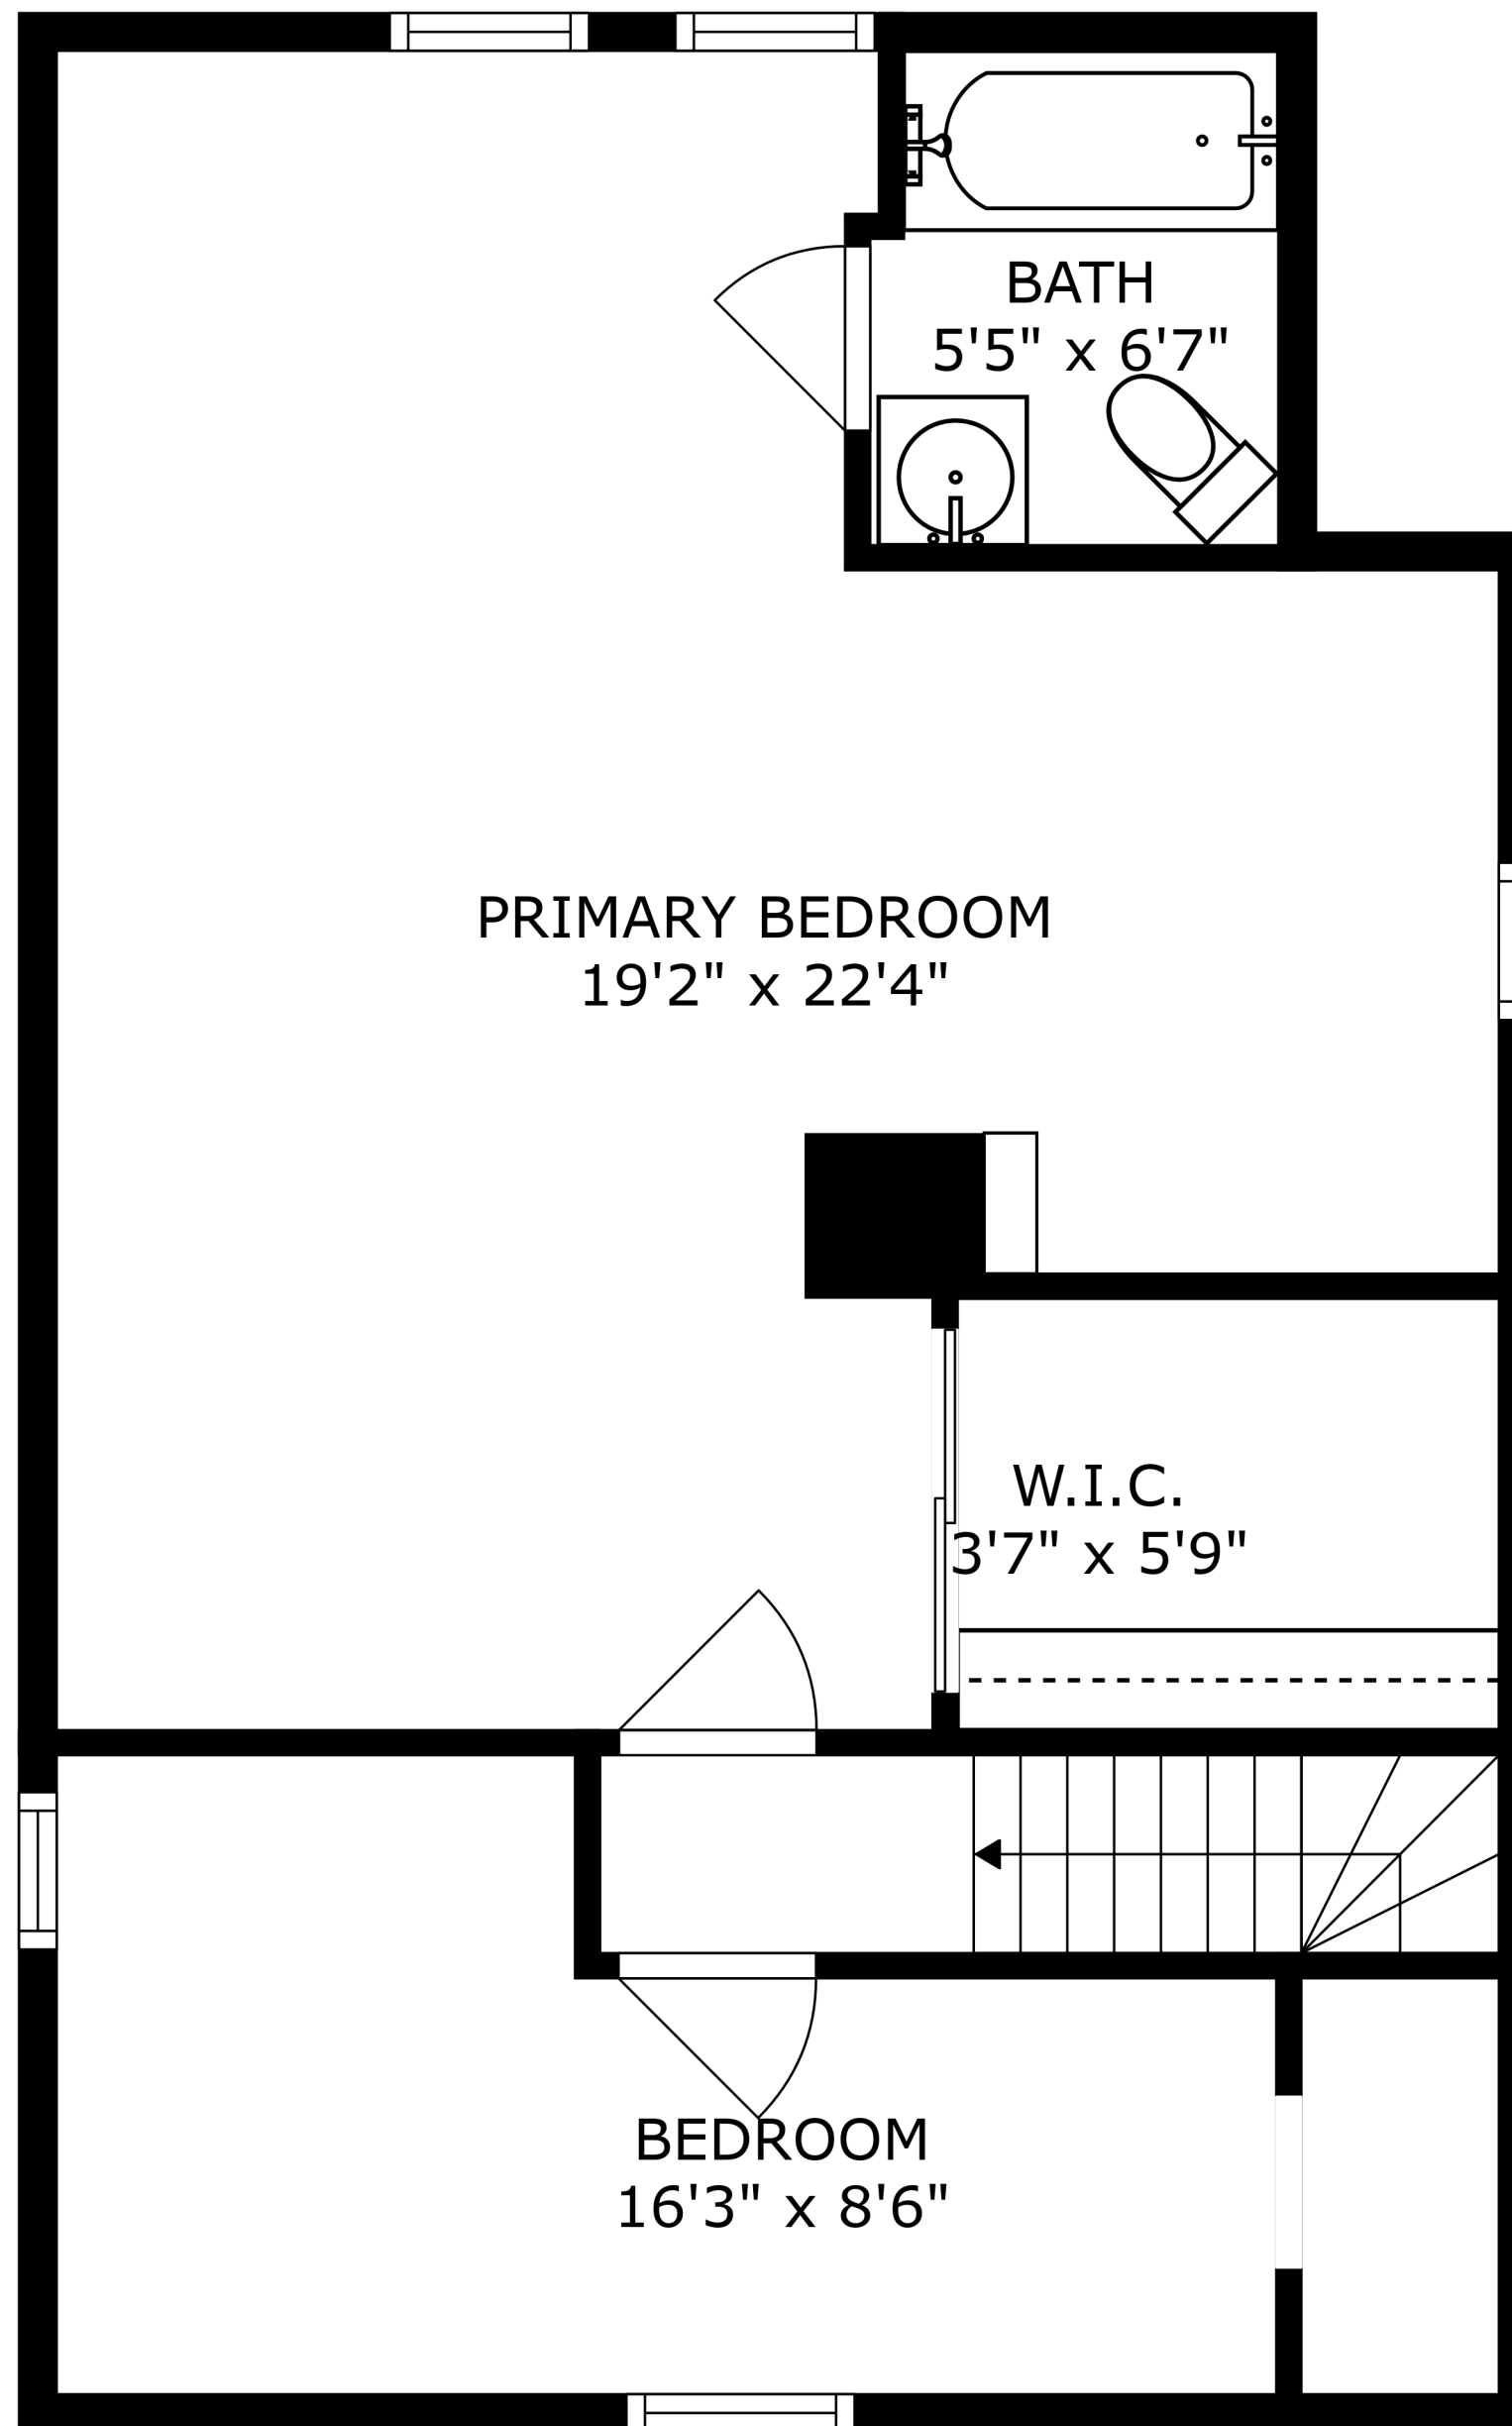 BATH
5'5" x 6'7"
PRIMARY BEDROOM
19'2" x 22'4"
W.I.C.
3'7" x 5'9"
BEDROOM
16'3" x 8'6"